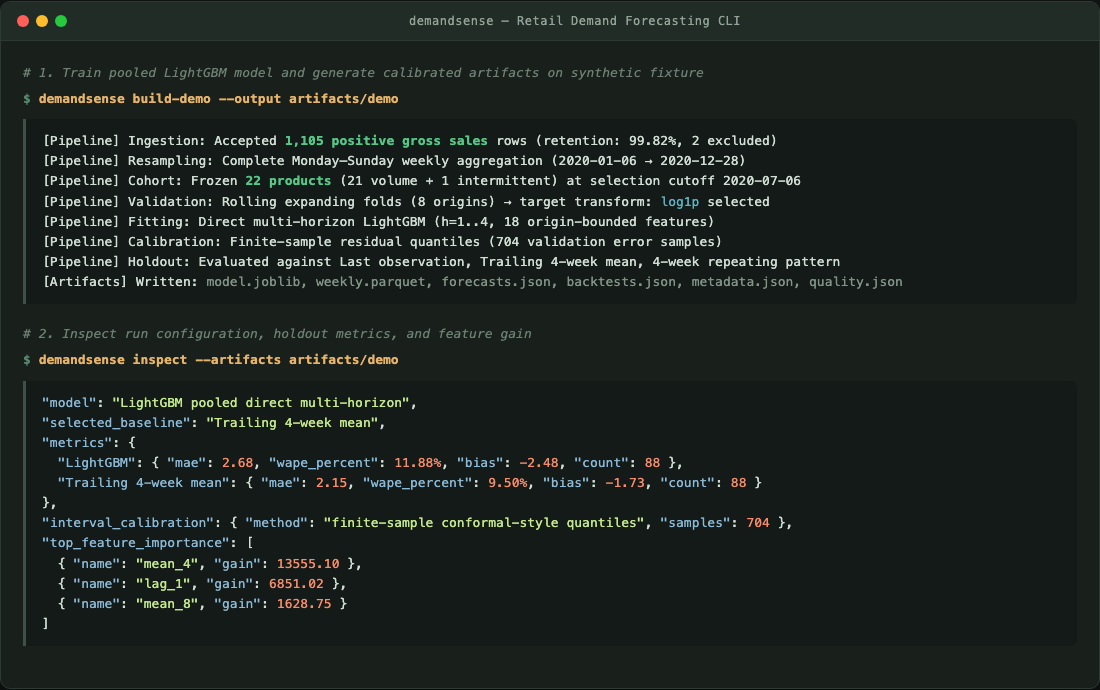 demandsense — Retail Demand Forecasting CLI
# 1. Train pooled LightGBM model and generate calibrated artifacts on synthetic fixture
$ demandsense build-demo --output artifacts/demo
[Pipeline] Ingestion: Accepted 1,105 positive gross sales rows (retention: 99.82%, 2 excluded)
[Pipeline] Resampling: Complete Monday–Sunday weekly aggregation (2020-01-06 → 2020-12-28)
[Pipeline] Cohort: Frozen 22 products (21 volume + 1 intermittent) at selection cutoff 2020-07-06
[Pipeline] Validation: Rolling expanding folds (8 origins) → target transform: log1p selected
[Pipeline] Fitting: Direct multi-horizon LightGBM (h=1..4, 18 origin-bounded features)
[Pipeline] Calibration: Finite-sample residual quantiles (704 validation error samples)
[Pipeline] Holdout: Evaluated against Last observation, Trailing 4-week mean, 4-week repeating pattern
[Artifacts] Written: model.joblib, weekly.parquet, forecasts.json, backtests.json, metadata.json, quality.json
# 2. Inspect run configuration, holdout metrics, and feature gain
$ demandsense inspect --artifacts artifacts/demo
"model": "LightGBM pooled direct multi-horizon",
"selected_baseline": "Trailing 4-week mean",
"metrics": {
"LightGBM": { "mae": 2.68, "wape_percent": 11.88%, "bias": -2.48, "count": 88 },
"Trailing 4-week mean": { "mae": 2.15, "wape_percent": 9.50%, "bias": -1.73, "count": 88 }
},
"interval_calibration": { "method": "finite-sample conformal-style quantiles", "samples": 704 },
"top_feature_importance": [
{ "name": "mean_4", "gain": 13555.10 },
{ "name": "lag_1", "gain": 6851.02 },
{ "name": "mean_8", "gain": 1628.75 }
]